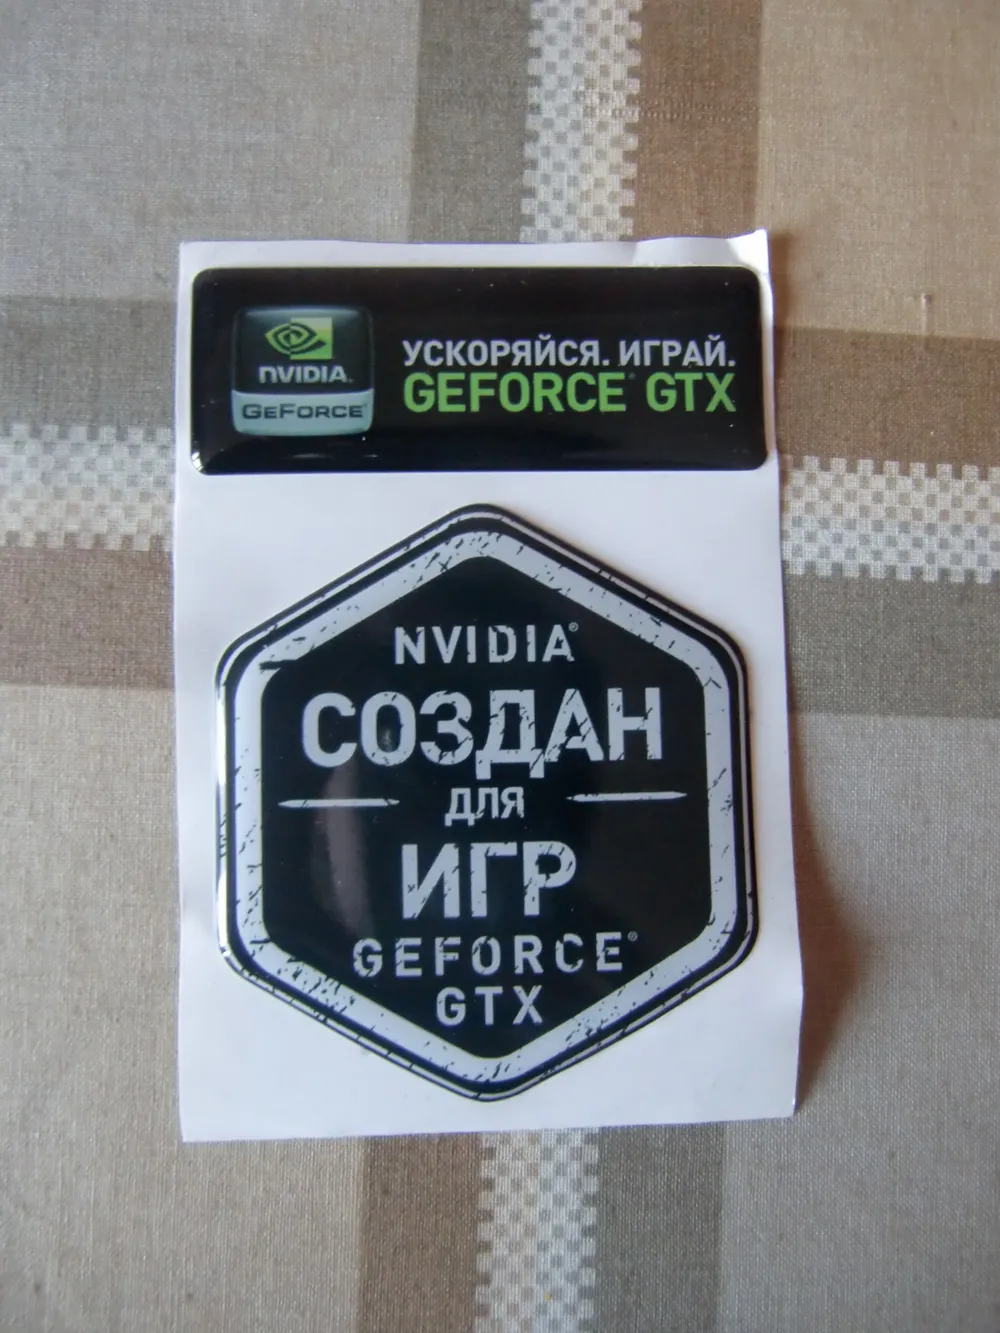 NVIDIA.
GEFORCE®
УСКОРЯЙСЯ. ИГРАЙ.
GEFORCE® GTX
NVIDIA®
СОЗДАН
ДЛЯ
ИГР
GEFORCE®
GTX